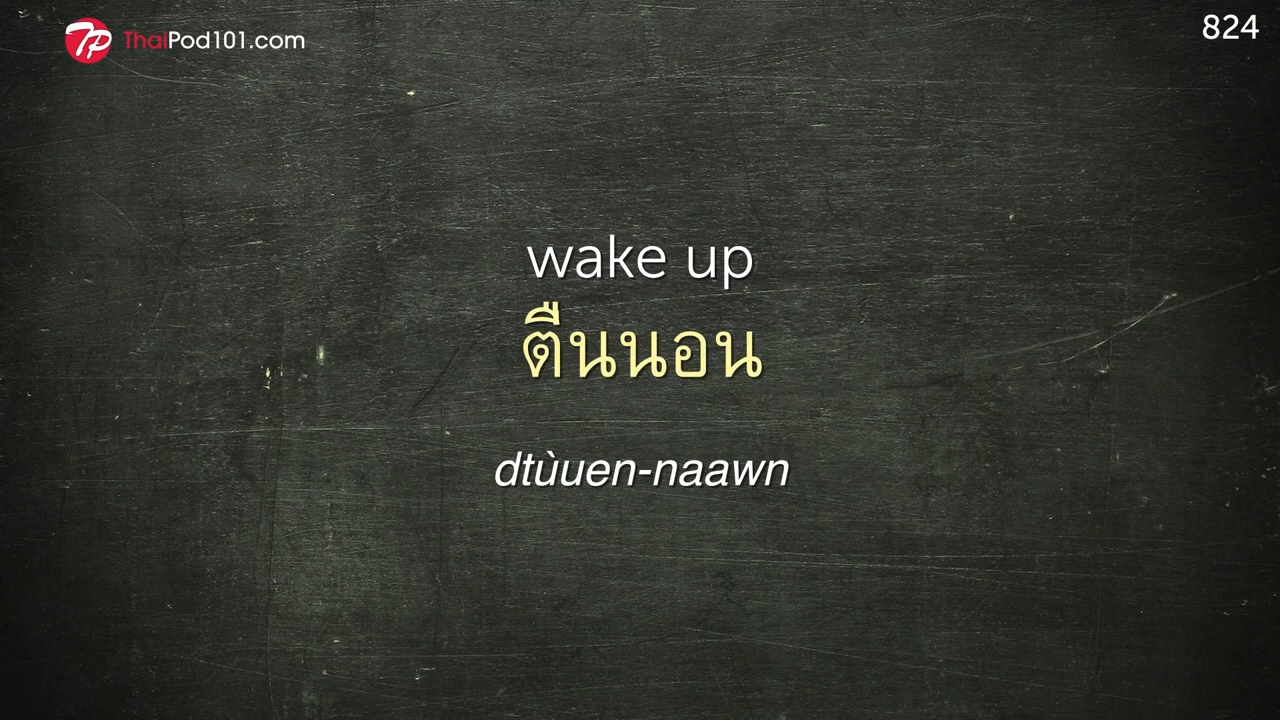 ThaiPod101.com
824
wake up
ตืนนอน
dtùuen-naawn